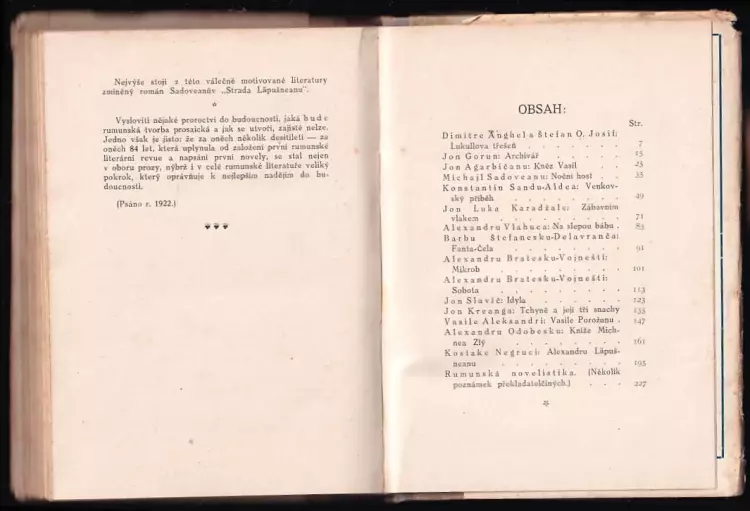 Nejvýše stojí z této válečně motivované literatury
zmíněný román Sadoveanův „Strada Lăpušneanu".
*
Vysloviti nějaké proroctví do budoucnosti, jaká bude
rumunská tvorba prosaická a jak se utvoří, zajisté nelze.
Jedno však je jisto: že za oněch několik desítiletí — za
oněch 84 let, která uplynula od založení první rumunské
literární revue a napsání první novely, se stal nejen
v oboru prozy, nýbrž i v celé rumunské literatuře veliký
pokrok, který opravňuje k nejlepším nadějím do bu-
doucnosti.
(Psáno r. 1922.)
OBSAH:
Str.
Dimitre Anghel a Štefan O. Josif:
Lukullova třešeň . . . . . . 7
Jon Gorun: Archivář . . . . . 15
Jon Agarbičanu: Kněz Vasil . . . 25
Michajl Sadoveanu: Noční host . . 35
Konstantin Sandu-Aldea: Venkov-
ský příběh . . . . . . . 49
Jon Luka Karadžale: Zábavním
vlakem . . . . . . . . 71
Alexandru Vlahuca: Na slepou bábu . 83
Barbu Štefanesku-Delavranča:
Fanta-Čela . . . . . . . 91
Alexandru Bratesku-Vojnešti:
Mikrob . . . . . . . . 101
Alexandru Bratesku-Vojnešti:
Sobota . . . . . . . . 113
Jon Slavič: Idyla . . . . . . 123
Jon Kreanga: Tchyně a její tři snachy 133
Vasile Aleksandri: Vasile Porožanu . 147
Alexandru Odobesku: Kníže Mich-
nea Zlý . . . . . . . . 161
Kostake Negruci: Alexandru Lăpuš-
neanu . . . . . . . . 195
Rumunská novelistika. (Několik
poznámek překladatelčiných.) . . . 227